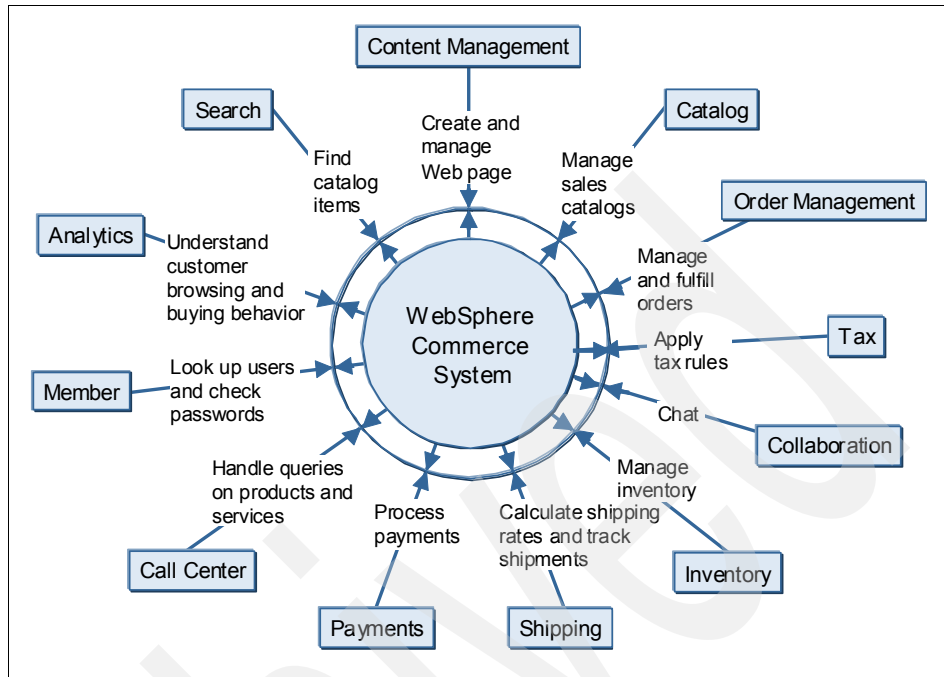 Content Management
Create and
manage
Web page
Search
Find
catalog
items
Catalog
Manage
sales
catalogs
Order Management
Manage
and fulfill
orders
Analytics
Understand
customer
browsing and
buying behavior
WebSphere
Commerce
System
Apply
tax rules
Tax
Member
Look up users
and check
passwords
Chat
Collaboration
Handle queries
on products and
services
Call Center
Process
payments
Payments
Calculate shipping
rates and track
shipments
Shipping
Manage
inventory
Inventory